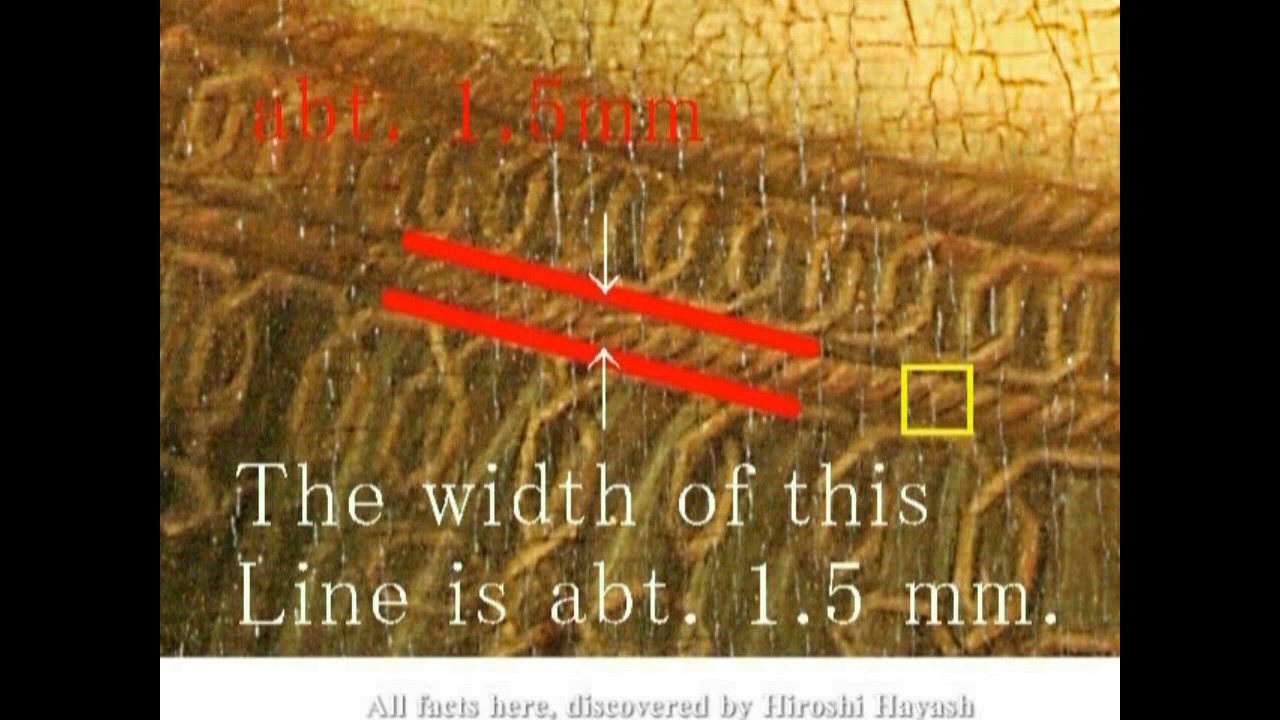 abt. 1.5mm
The width of this
Line is abt. 1.5 mm.
All facts here, discovered by Hiroshi Hayash